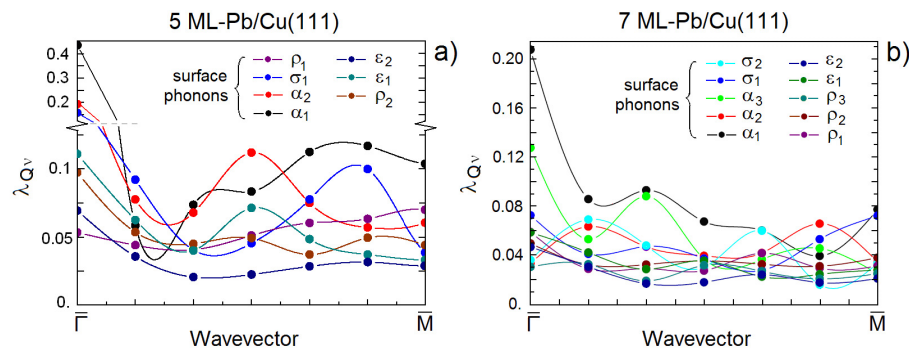 5 ML-Pb/Cu(111)
a)
surface
phonons
ρ1
σ1
α2
α1
ε2
ε1
ρ2
0.4
0.3
0.2
0.1
0.05
0.
λQν
Γ̅
M̅
Wavevector
7 ML-Pb/Cu(111)
b)
surface
phonons
σ2
σ1
α3
α2
α1
ε2
ε1
ρ3
ρ2
ρ1
0.20
0.16
0.12
0.08
0.04
0.
λQν
Γ̅
M̅
Wavevector